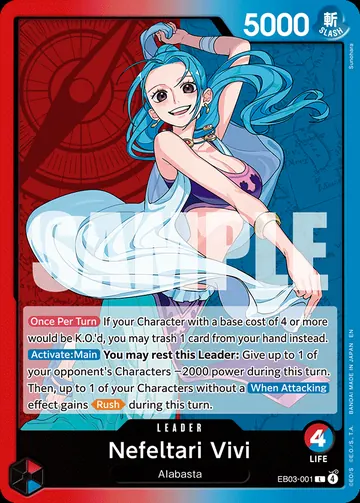 5000
斬
SLASH
Sunohara
SAMPLE
Once Per Turn If your Character with a base cost of 4 or more
would be K.O.'d, you may trash 1 card from your hand instead.
Activate:Main You may rest this Leader: Give up to 1 of
your opponent's Characters −2000 power during this turn.
Then, up to 1 of your Characters without a When Attacking
effect gains Rush during this turn.
LEADER
Nefeltari Vivi
Alabasta
4
LIFE
EB03-001 L 4
BANDAI MADE IN JAPAN EN